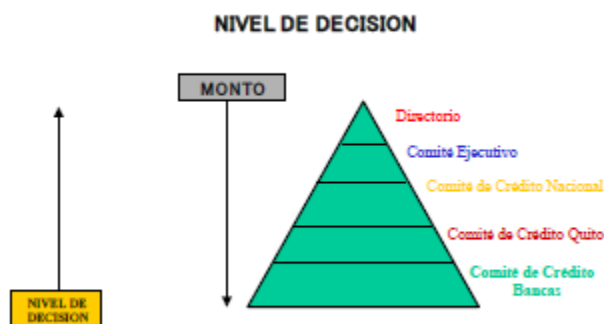 NIVEL DE DECISION
MONTO
Directorio
Comité Ejecutivo
Comité de Crédito Nacional
Comité de Crédito Quito
Comité de Crédito
Bancas
NIVEL DE
DECISION